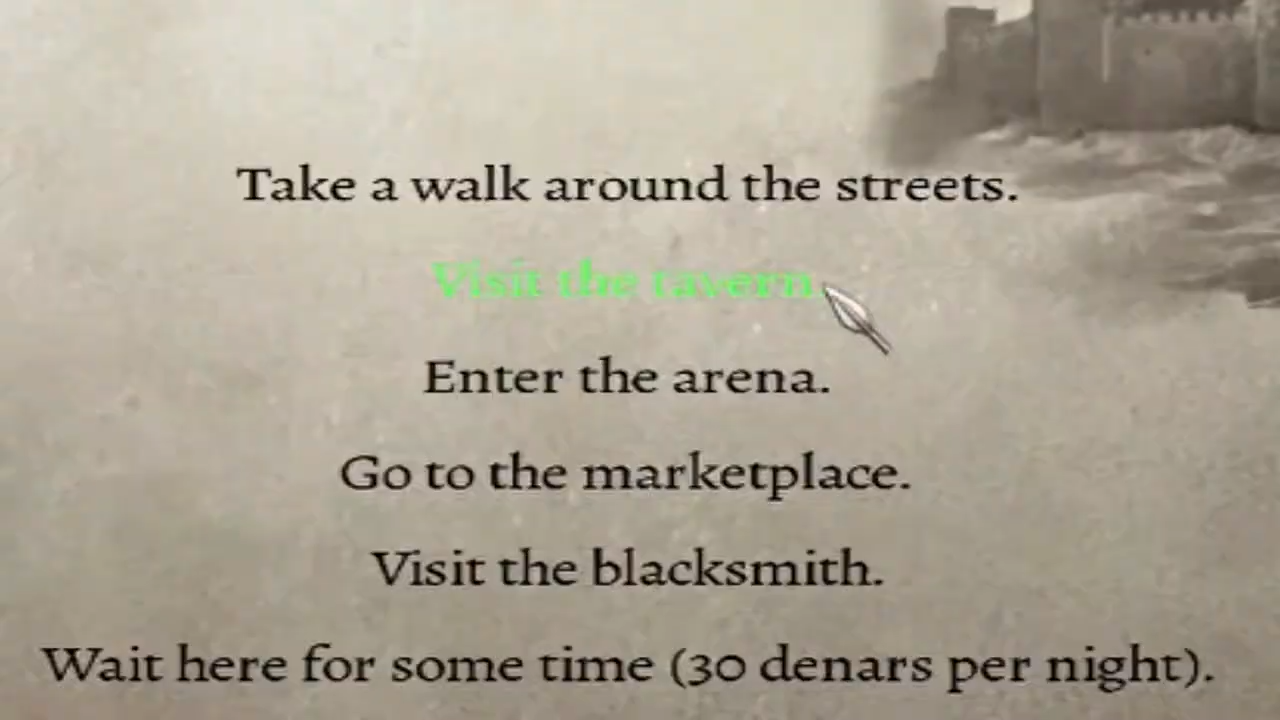 Take a walk around the streets.
Visit the tavern.
Enter the arena.
Go to the marketplace.
Visit the blacksmith.
Wait here for some time (30 denars per night).